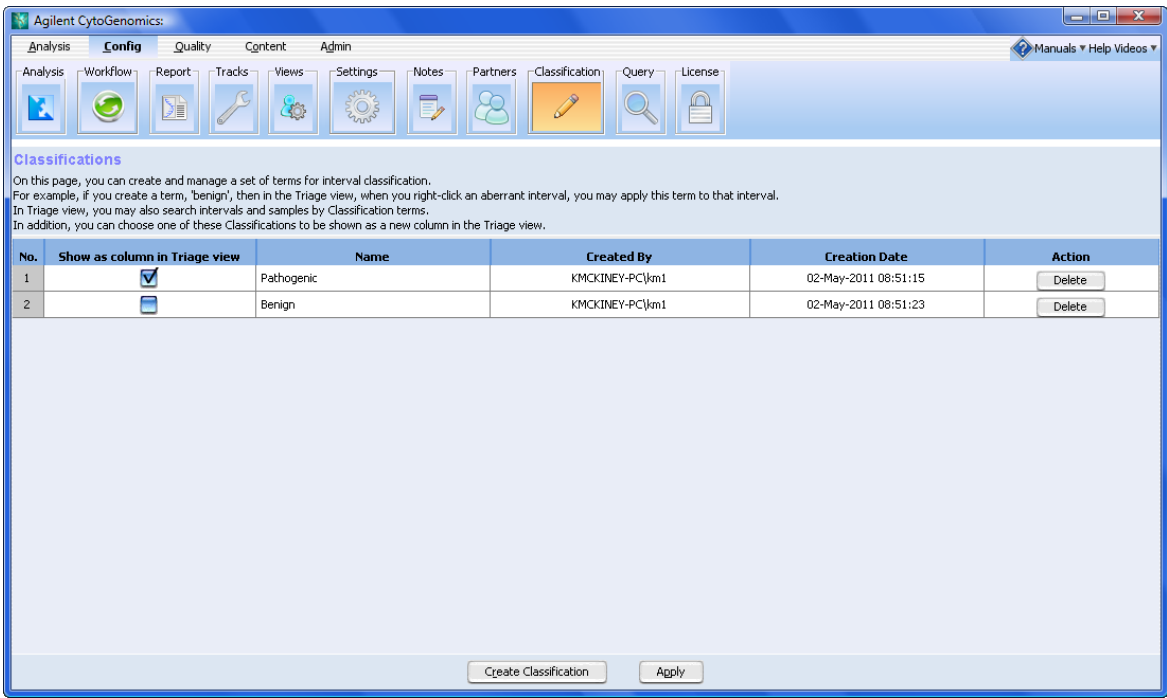 Agilent CytoGenomics:
Analysis Config Quality Content Admin Manuals Help Videos
Analysis Workflow Report Tracks Views Settings Notes Partners Classification Query License
Classifications
On this page, you can create and manage a set of terms for interval classification.
For example, if you create a term, 'benign', then in the Triage view, when you right-click an aberrant interval, you may apply this term to that interval.
In Triage view, you may also search intervals and samples by Classification terms.
In addition, you can choose one of these Classifications to be shown as a new column in the Triage view.
No. Show as column in Triage view Name Created By Creation Date Action
1 Pathogenic KMCKINEY-PC\km1 02-May-2011 08:51:15 Delete
2 Benign KMCKINEY-PC\km1 02-May-2011 08:51:23 Delete
Create Classification Apply